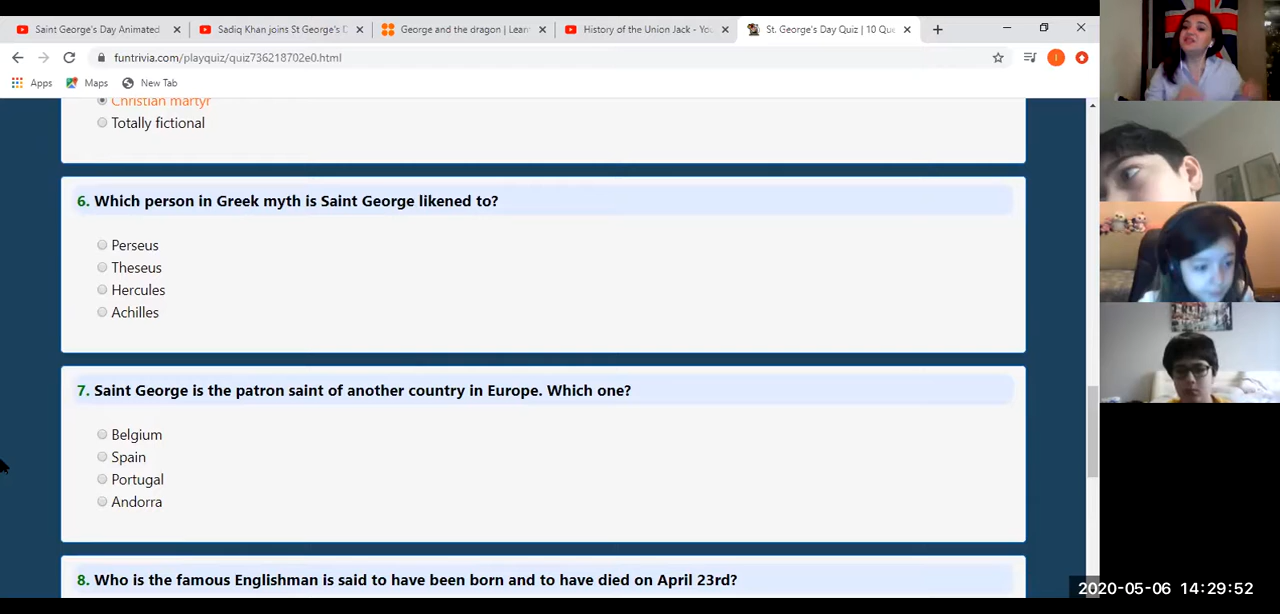 Saint George's Day Animated
Sadiq Khan joins St George's D
George and the dragon | Learn
History of the Union Jack - Yo
St. George's Day Quiz | 10 Que
funtrivia.com/playquiz/quiz736218702e0.html
Apps Maps New Tab
Christian martyr
Totally fictional
6. Which person in Greek myth is Saint George likened to?
Perseus
Theseus
Hercules
Achilles
7. Saint George is the patron saint of another country in Europe. Which one?
Belgium
Spain
Portugal
Andorra
8. Who is the famous Englishman is said to have been born and to have died on April 23rd?
2020-05-06 14:29:52